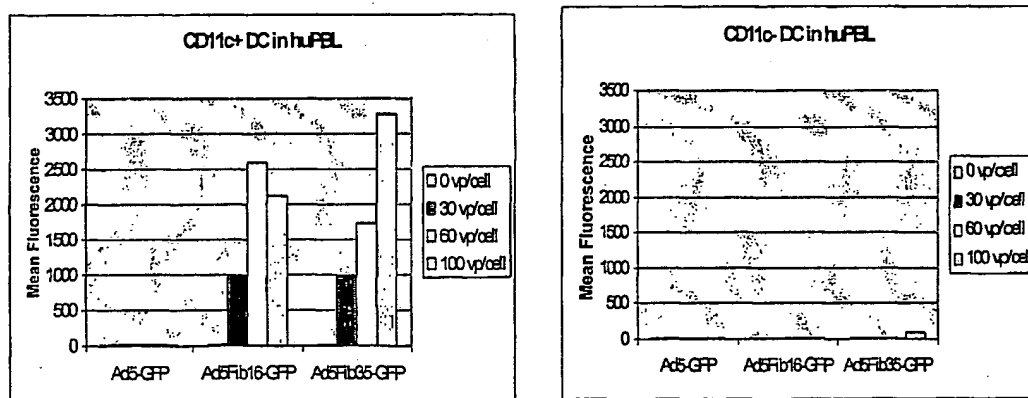 CD11c+ DC in huPBL
Mean Fluorescence
3500
3000
2500
2000
1500
1000
500
0
Ad5-GFP
Ad5Fib16-GFP
Ad5Fib35-GFP
0 vp/cell
30 vp/cell
60 vp/cell
100 vp/cell
CD11c- DC in huPBL
Mean Fluorescence
3500
3000
2500
2000
1500
1000
500
0
Ad5-GFP
Ad5Fib16-GFP
Ad5Fib35-GFP
0 vp/cell
30 vp/cell
60 vp/cell
100 vp/cell